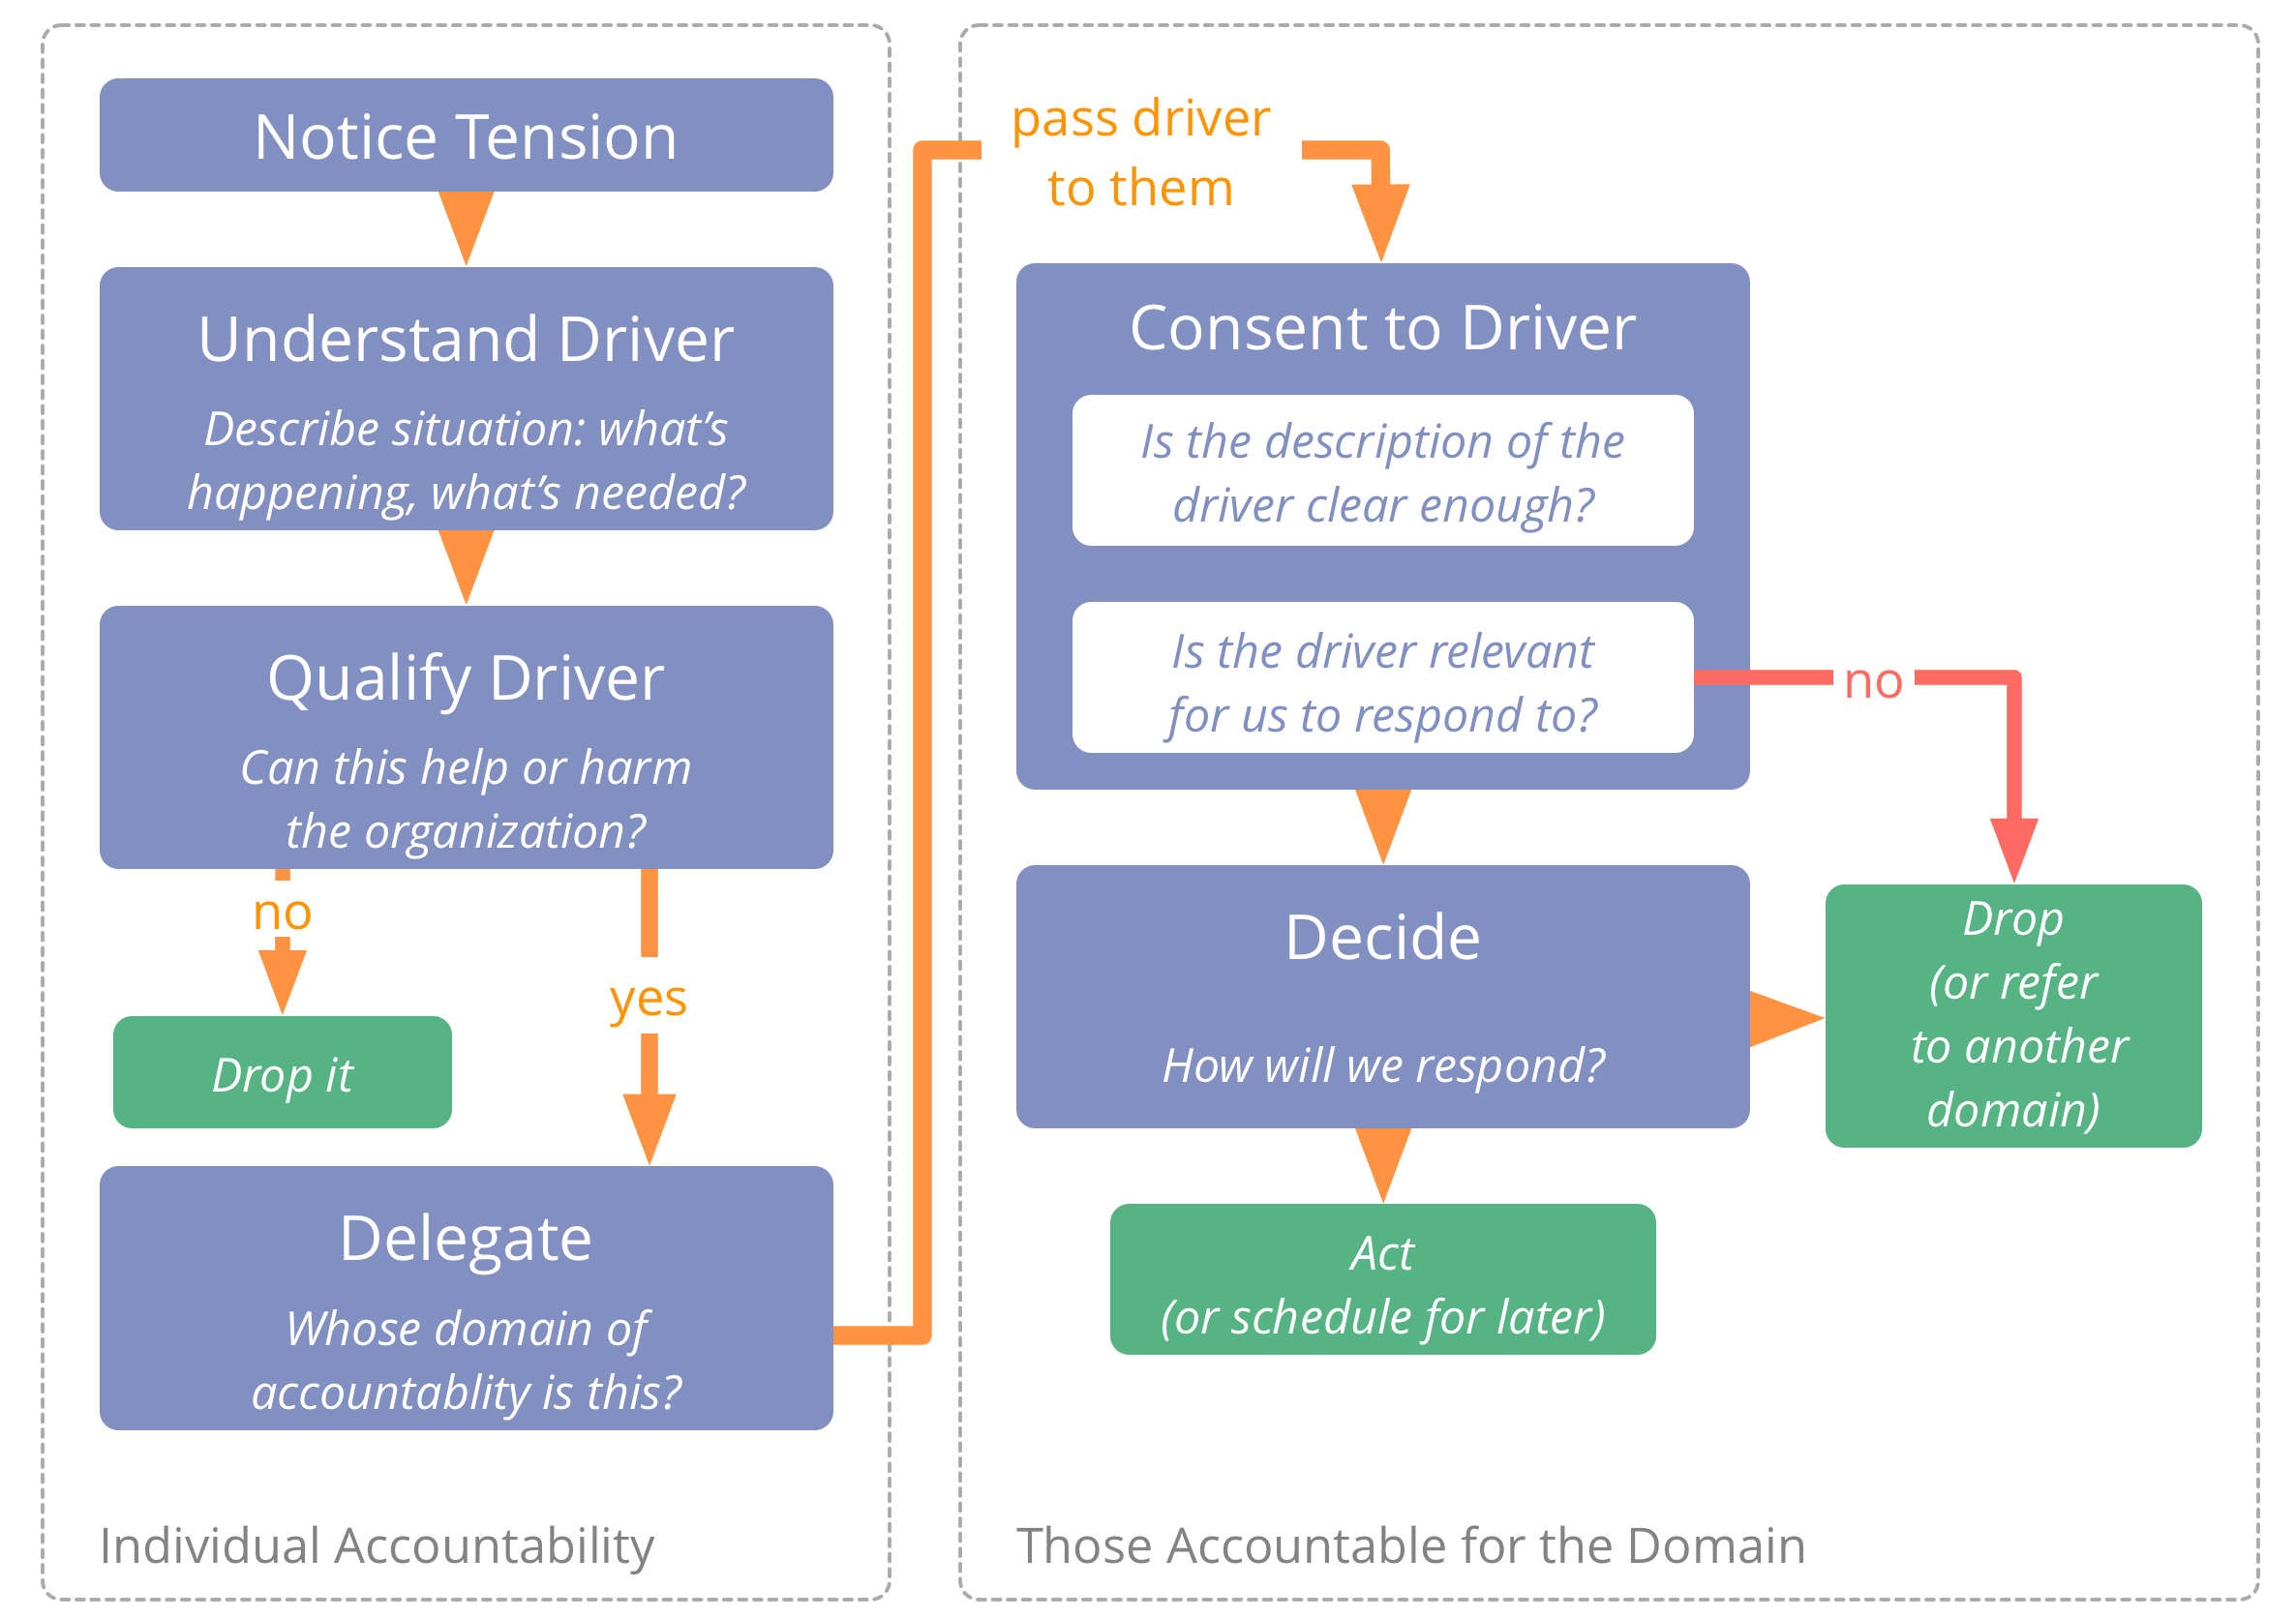 Notice Tension
Understand Driver
Describe situation: what’s
happening, what’s needed?
Qualify Driver
Can this help or harm
the organization?
no
yes
Drop it
Delegate
Whose domain of
accountablity is this?
Individual Accountability
pass driver
to them
Consent to Driver
Is the description of the
driver clear enough?
Is the driver relevant
for us to respond to?
no
Decide
How will we respond?
Drop
(or refer
to another
domain)
Act
(or schedule for later)
Those Accountable for the Domain